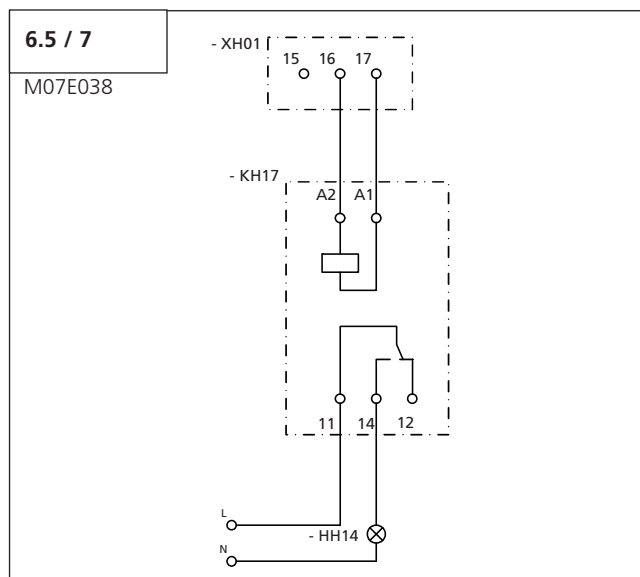 6.5 / 7
M07E038
- XH01
15 16 17
- KH17
A2 A1
11 14 12
L
- HH14
N